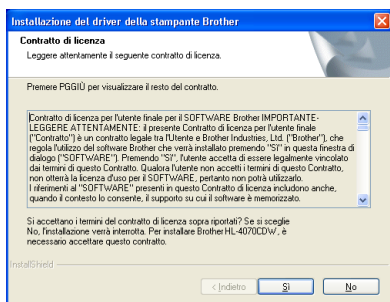 Installazione del driver della stampante Brother
Contratto di licenza
Leggere attentamente il seguente contratto di licenza.
Premere PGGIÙ per visualizzare il resto del contratto.
Contratto di licenza per l'utente finale per il SOFTWARE Brother IMPORTANTE-
LEGGERE ATTENTAMENTE: il presente Contratto di licenza per l'utente finale
("Contratto") è un contratto legale tra l'Utente e Brother Industries, Ltd. ("Brother"), che
regola l'utilizzo del software Brother che verrà installato premendo "Sì" in questa finestra di
dialogo ("SOFTWARE"). Premendo "Sì", l'utente accetta di essere legalmente vincolato
dai termini di questo Contratto. Qualora l'utente non accetti i termini di questo Contratto,
non otterrà la licenza d'uso per il SOFTWARE, pertanto non potrà utilizzarlo.
I riferimenti al "SOFTWARE" presenti in questo Contratto di licenza includono anche,
quando il contesto lo consente, il supporto su cui il software è memorizzato.
Si accettano i termini del contratto di licenza sopra riportati? Se si sceglie
No, l'installazione verrà interrotta. Per installare Brother HL-4070CDW, è
necessario accettare questo contratto.
InstallShield
< Indietro
Sì
No